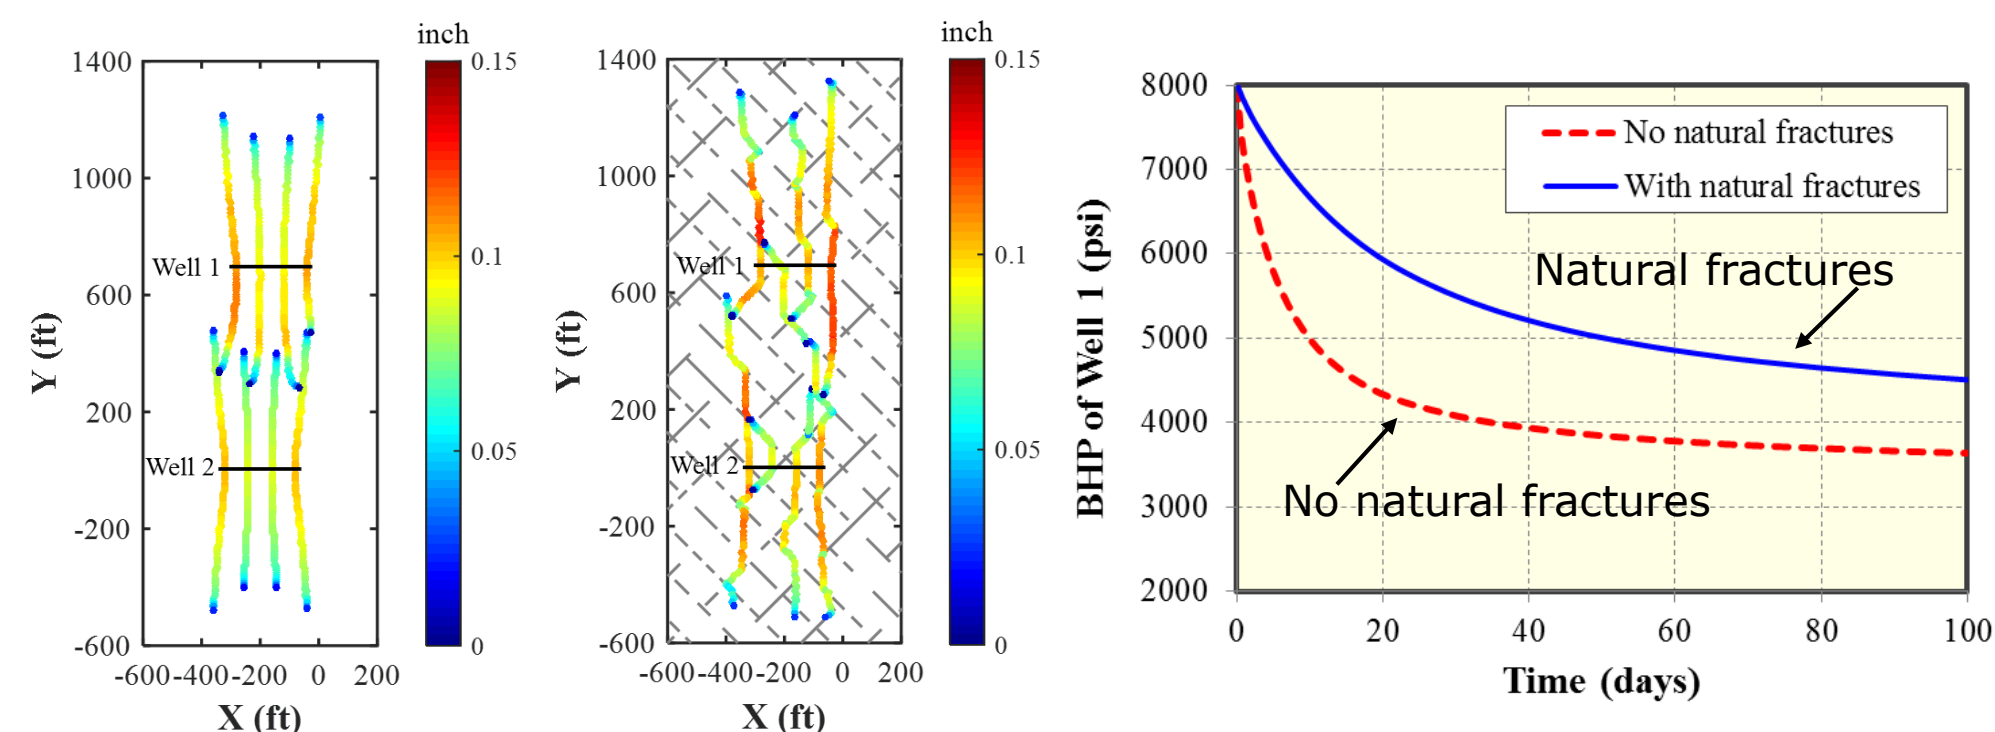 inch
1400
1000
600
200
-200
-600
-600
-400
-200
0
200
Y (ft)
X (ft)
Well 1
Well 2
0.15
0.1
0.05
0
inch
1400
1000
600
200
-200
-600
-600
-400
-200
0
200
Y (ft)
X (ft)
Well 1
Well 2
0.15
0.1
0.05
0
BHP of Well 1 (psi)
8000
7000
6000
5000
4000
3000
2000
No natural fractures
With natural fractures
Natural fractures
No natural fractures
0
20
40
60
80
100
Time (days)